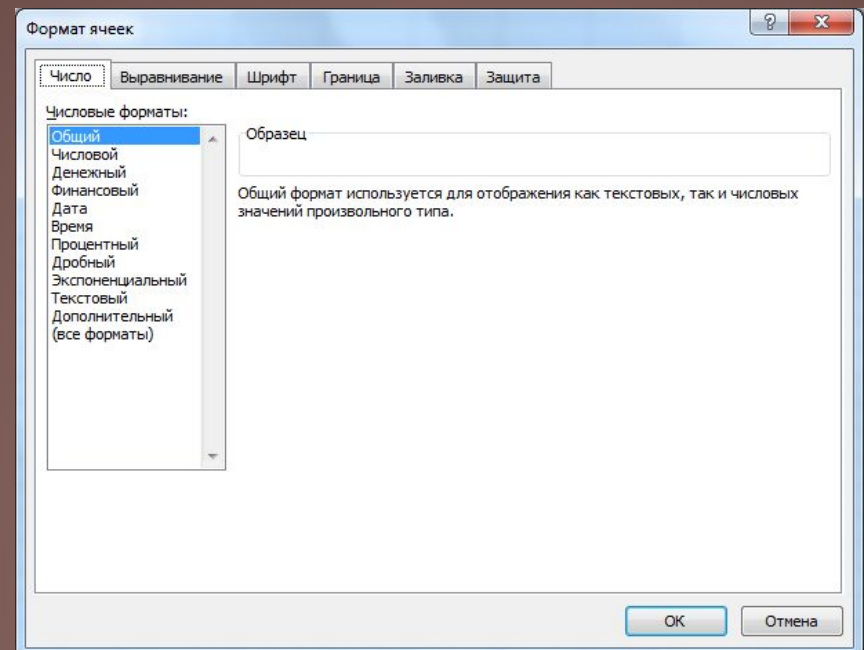 Формат ячеек
Число Выравнивание Шрифт Граница Заливка Защита
Числовые форматы:
Общий
Числовой
Денежный
Финансовый
Дата
Время
Процентный
Дробный
Экспоненциальный
Текстовый
Дополнительный
(все форматы)
Образец
Общий формат используется для отображения как текстовых, так и числовых
значений произвольного типа.
ОК Отмена